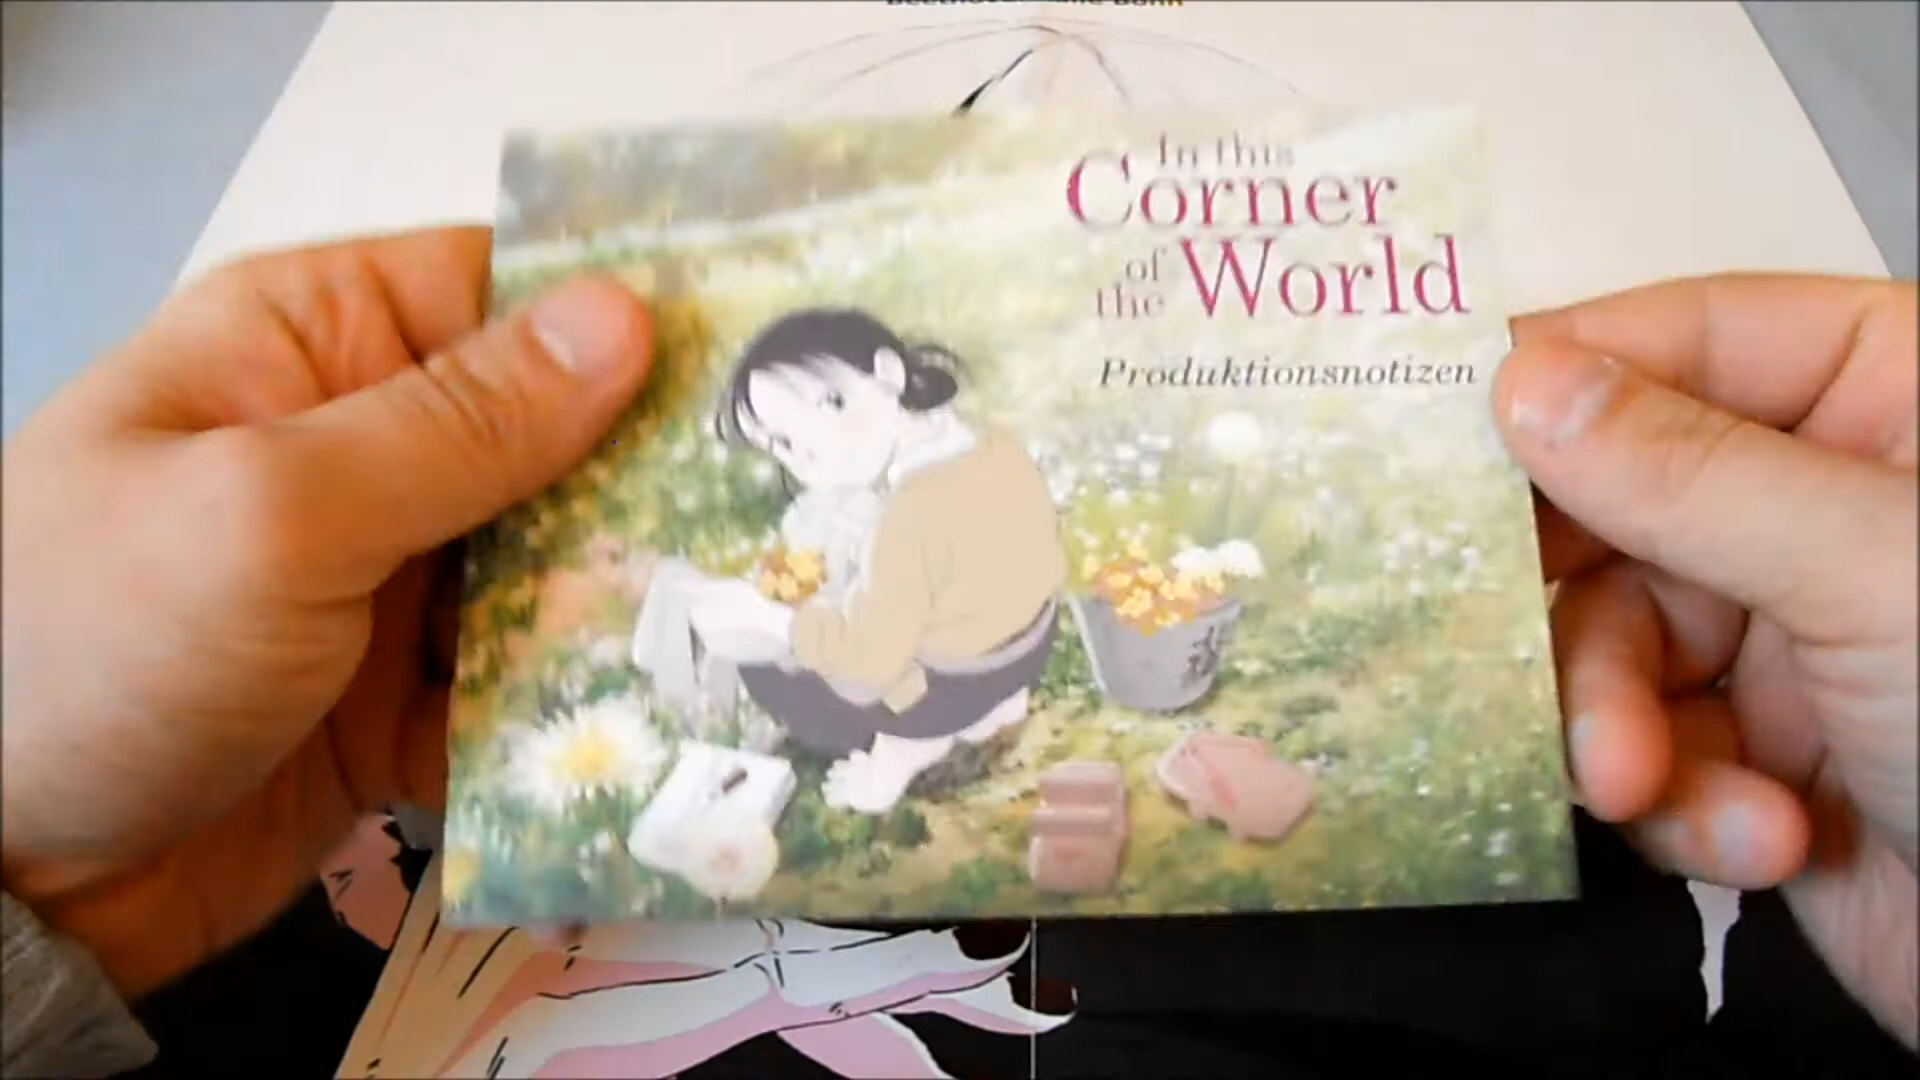 In this
Corner
of
the World
Produktionsnotizen